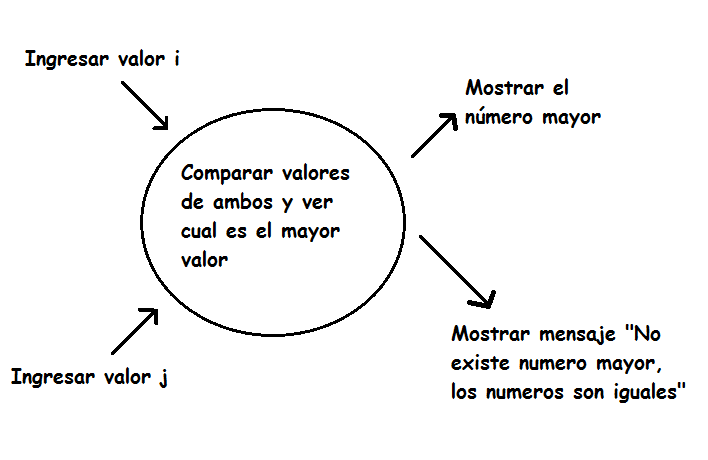 Ingresar valor i
Mostrar el
número mayor
Comparar valores
de ambos y ver
cual es el mayor
valor
Ingresar valor j
Mostrar mensaje "No
existe numero mayor,
los numeros son iguales"